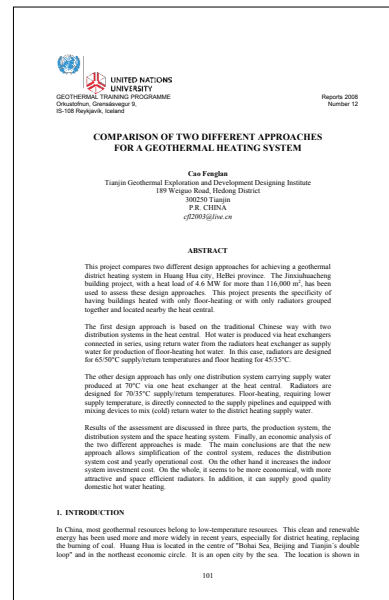 UNITED NATIONS
UNIVERSITY
GEOTHERMAL TRAINING PROGRAMME
Orkustofnun, Grensásvegur 9,
IS-108 Reykjavík, Iceland
Reports 2008
Number 12
COMPARISON OF TWO DIFFERENT APPROACHES
FOR A GEOTHERMAL HEATING SYSTEM
Cao Fenglan
Tianjin Geothermal Exploration and Development Designing Institute
189 Weiguo Road, Hedong District
300250 Tianjin
P.R. CHINA
cfl2003@live.cn
ABSTRACT
This project compares two different design approaches for achieving a geothermal
district heating system in Huang Hua city, HeBei province. The Jinxiuhuacheng
building project, with a heat load of 4.6 MW for more than 116,000 m², has been
used to assess these design approaches. This project presents the specificity of
having buildings heated with only floor-heating or with only radiators grouped
together and located nearby the heat central.
The first design approach is based on the traditional Chinese way with two
distribution systems in the heat central. Hot water is produced via heat exchangers
connected in series, using return water from the radiators heat exchanger as supply
water for production of floor-heating hot water. In this case, radiators are designed
for 65/50°C supply/return temperatures and floor heating for 45/35°C.
The other design approach has only one distribution system carrying supply water
produced at 70°C via one heat exchanger at the heat central. Radiators are
designed for 70/35°C supply/return temperatures. Floor-heating, requiring lower
supply temperature, is directly connected to the supply pipelines and equipped with
mixing devices to mix (cold) return water to the district heating supply water.
Results of the assessment are discussed in three parts, the production system, the
distribution system and the space heating system. Finally, an economic analysis of
the two different approaches is made. The main conclusions are that the new
approach allows simplification of the control system, reduces the distribution
system cost and yearly operational cost. On the other hand it increases the indoor
system investment cost. On the whole, it seems to be more economical, with more
attractive and space efficient radiators. In addition, it can supply good quality
domestic hot water heating.
1. INTRODUCTION
In China, most geothermal resources belong to low-temperature resources. This clean and renewable
energy has been used more and more widely in recent years, especially for district heating, replacing
the burning of coal. Huang Hua is located in the centre of "Bohai Sea, Beijing and Tianjin´s double
loop" and in the northeast economic circle. It is an open city by the sea. The location is shown in
101